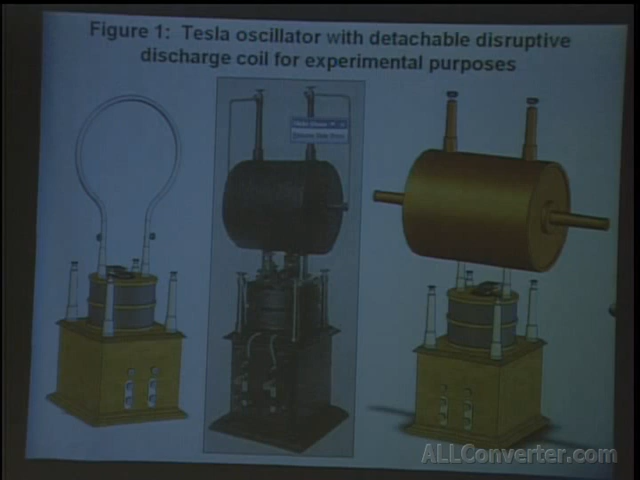 Figure 1: Tesla oscillator with detachable disruptive
discharge coil for experimental purposes
ALLConverter.com